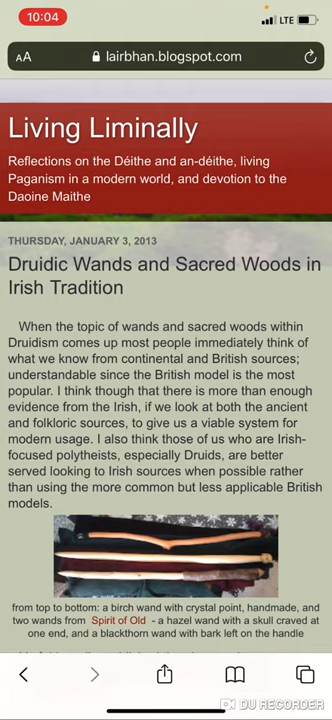 10:04
LTE
AA
lairbhan.blogspot.com
Living Liminally
Reflections on the Déithe and an-déithe, living
Paganism in a modern world, and devotion to the
Daoine Maithe
THURSDAY, JANUARY 3, 2013
Druidic Wands and Sacred Woods in
Irish Tradition
When the topic of wands and sacred woods within
Druidism comes up most people immediately think of
what we know from continental and British sources;
understandable since the British model is the most
popular. I think though that there is more than enough
evidence from the Irish, if we look at both the ancient
and folkloric sources, to give us a viable system for
modern usage. I also think those of us who are Irish-
focused polytheists, especially Druids, are better
served looking to Irish sources when possible rather
than using the more common but less applicable British
models.
from top to bottom: a birch wand with crystal point, handmade, and
two wands from Spirit of Old - a hazel wand with a skull craved at
one end, and a blackthorn wand with bark left on the handle
DU RECORDER